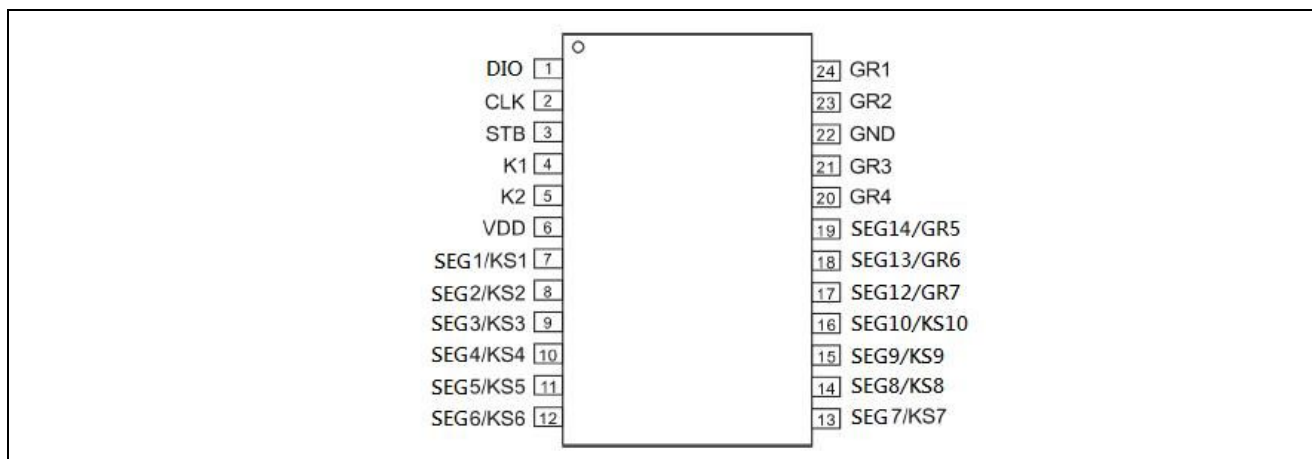 DIO 1
CLK 2
STB 3
K1 4
K2 5
VDD 6
SEG1/KS1 7
SEG2/KS2 8
SEG3/KS3 9
SEG4/KS4 10
SEG5/KS5 11
SEG6/KS6 12
24 GR1
23 GR2
22 GND
21 GR3
20 GR4
19 SEG14/GR5
18 SEG13/GR6
17 SEG12/GR7
16 SEG10/KS10
15 SEG9/KS9
14 SEG8/KS8
13 SEG7/KS7